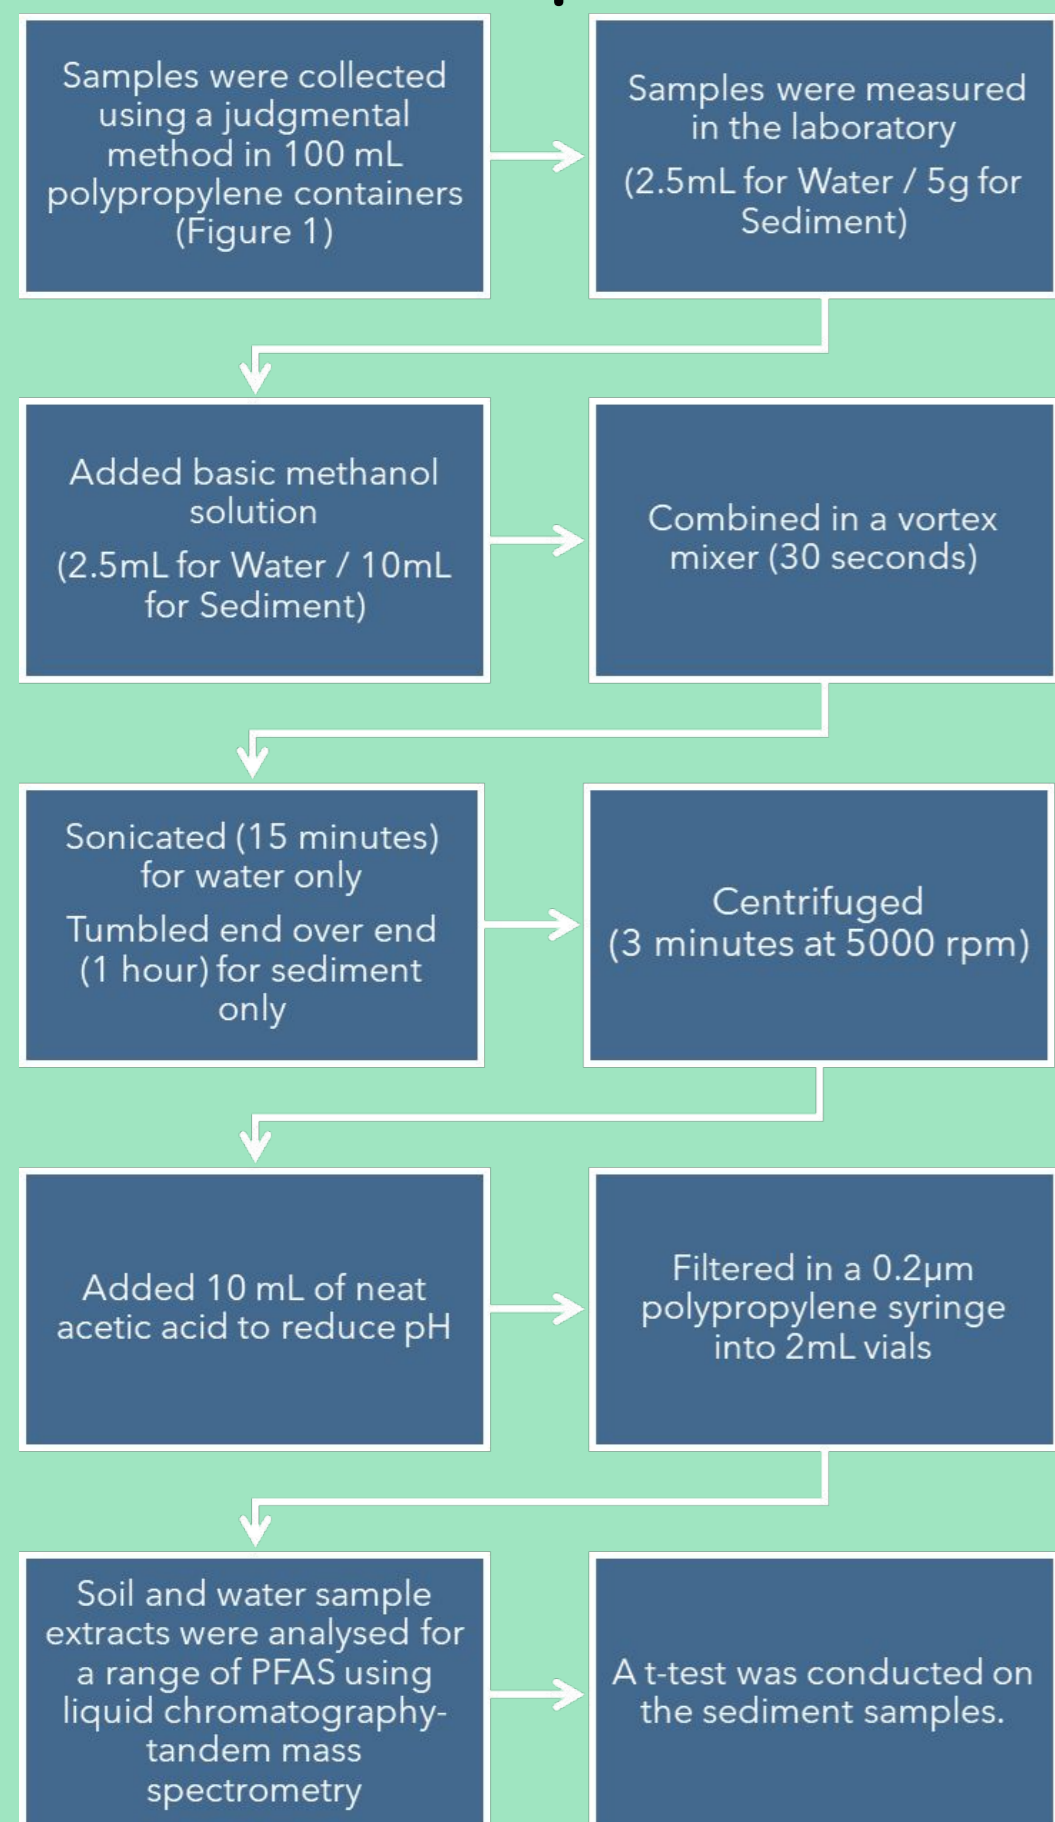 Samples were collected
using a judgmental
method in 100 mL
polypropylene containers
(Figure 1)
Samples were measured
in the laboratory
(2.5mL for Water / 5g for
Sediment)
Added basic methanol
solution
(2.5mL for Water / 10mL
for Sediment)
Combined in a vortex
mixer (30 seconds)
Sonicated (15 minutes)
for water only
Tumbled end over end
(1 hour) for sediment
only
Centrifuged
(3 minutes at 5000 rpm)
Added 10 mL of neat
acetic acid to reduce pH
Filtered in a 0.2µm
polypropylene syringe
into 2mL vials
Soil and water sample
extracts were analysed for
a range of PFAS using
liquid chromatography-
tandem mass
spectrometry
A t-test was conducted on
the sediment samples.